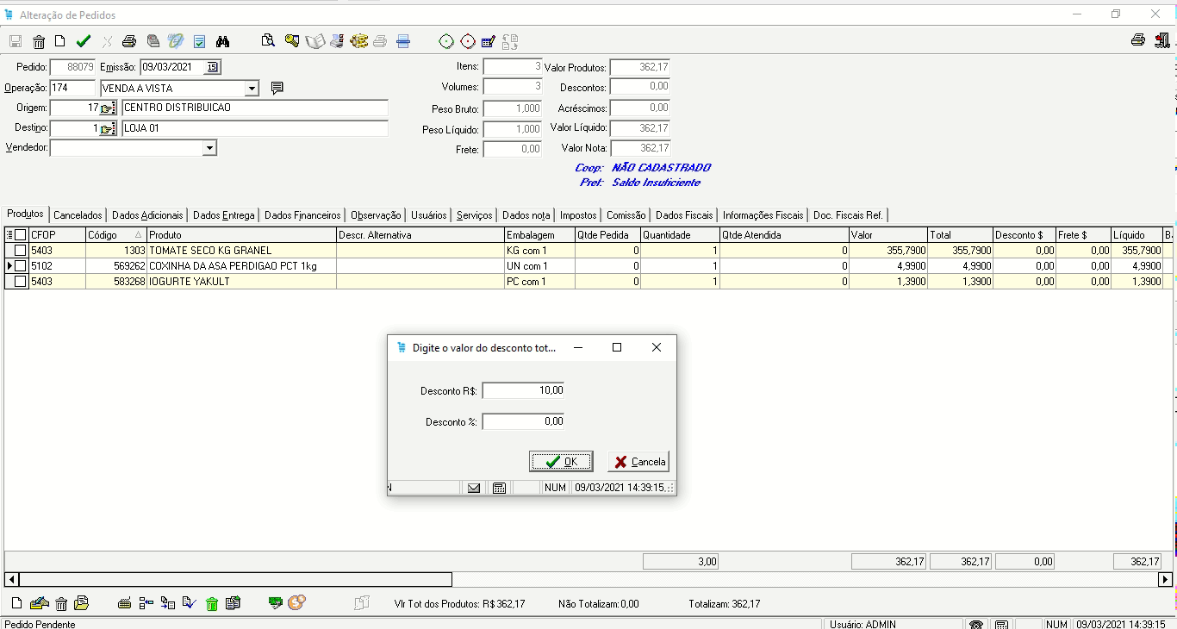 Alteração de Pedidos
Pedido: 88079 Emissão: 09/03/2021 15
Operação: 174 VENDA A VISTA
Origem: 17 CENTRO DISTRIBUICAO
Destino: 1 LOJA 01
Vendedor:
Itens: 3 Valor Produtos: 362,17
Volumes: 3 Descontos: 0,00
Peso Bruto: 1,000 Acréscimos: 0,00
Peso Líquido: 1,000 Valor Líquido: 362,17
Frete: 0,00 Valor Nota: 362,17
Coop: NÃO CADASTRADO
Pref: Saldo Insuficiente
Produtos Cancelados Dados Adicionais Dados Entrega Dados Financeiros Observação Usuários Serviços Dados nota Impostos Comissão Dados Fiscais Informações Fiscais Doc. Fiscais Ref.
CFOP Código Produto Descr. Alternativa Embalagem Qtde Pedida Quantidade Qtde Atendida Valor Total Desconto $ Frete $ Líquido
5403 1303 TOMATE SECO KG GRANEL KG com 1 0 1 0 355,7900 355,7900 0,00 0,00 355,7900
5102 569262 COXINHA DA ASA PERDIGAO PCT 1kg UN com 1 0 1 0 4,9900 4,9900 0,00 0,00 4,9900
5403 583268 IOGURTE YAKULT PC com 1 0 1 0 1,3900 1,3900 0,00 0,00 1,3900
Digite o valor do desconto tot...
Desconto R$: 10,00
Desconto %: 0,00
OK Cancela
NUM 09/03/2021 14:39:15
3,00 362,17 362,17 0,00 362,17
Vlr Tot dos Produtos: R$362,17 Não Totalizam: 0,00 Totalizam: 362,17
Pedido Pendente Usuário: ADMIN NUM 09/03/2021 14:39:15